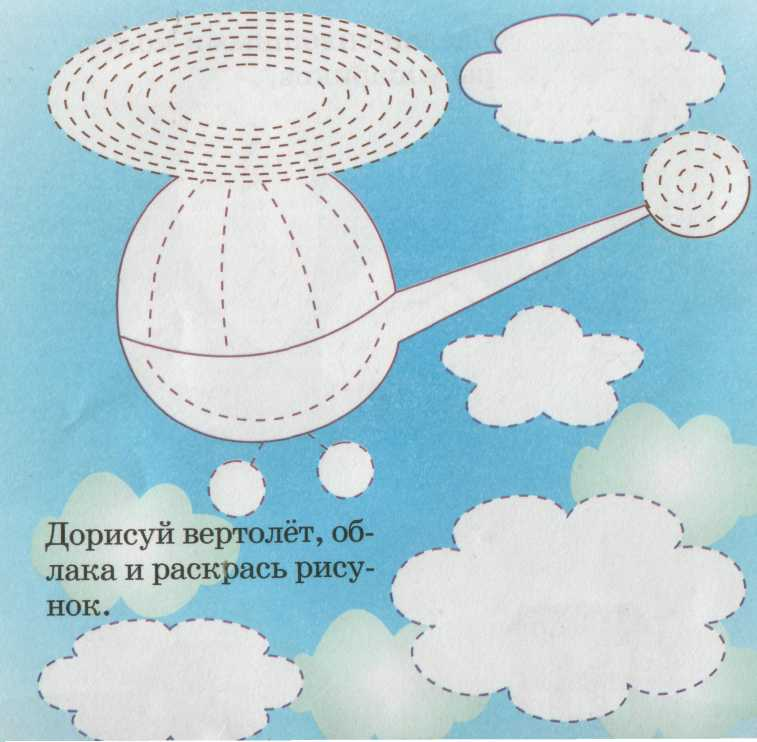 Дорисуй вертолёт, об-
лака и раскрась рису-
нок.